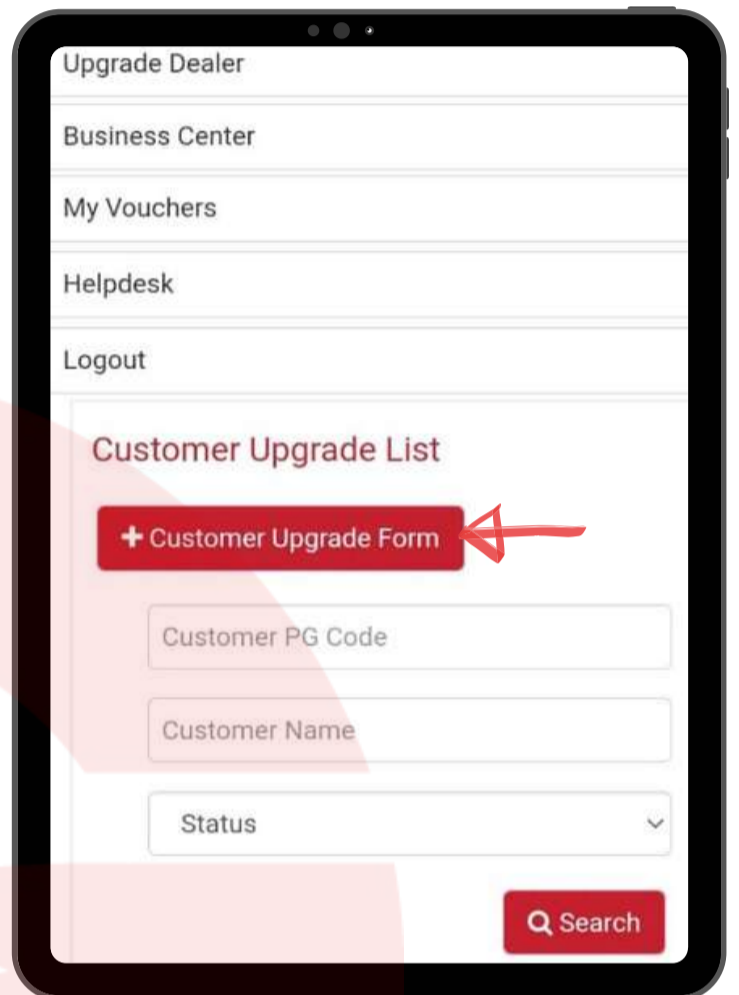 Upgrade Dealer
Business Center
My Vouchers
Helpdesk
Logout
Customer Upgrade List
+ Customer Upgrade Form
Customer PG Code
Customer Name
Status
Search